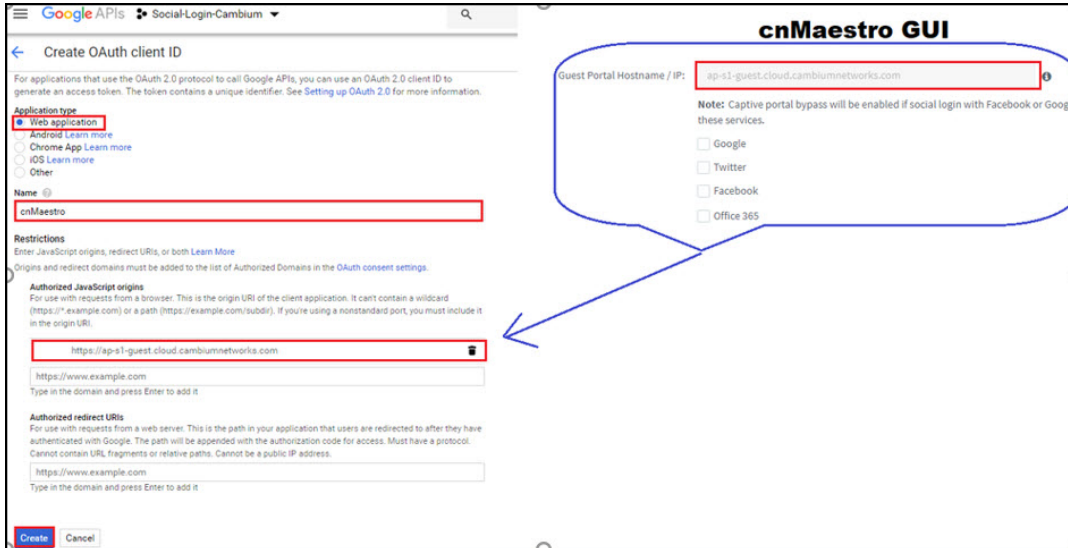 Google APIs Social-Login-Cambium
Create OAuth client ID
For applications that use the OAuth 2.0 protocol to call Google APIs, you can use an OAuth 2.0 client ID to
generate an access token. The token contains a unique identifier. See Setting up OAuth 2.0 for more information.
Application type
Web application
Android Learn more
Chrome App Learn more
iOS Learn more
Other
Name
cnMaestro
Restrictions
Enter JavaScript origins, redirect URIs, or both Learn More
Origins and redirect domains must be added to the list of Authorized Domains in the OAuth consent settings.
Authorized JavaScript origins
For use with requests from a browser. This is the origin URI of the client application. It can't contain a wildcard
(https://*.example.com) or a path (https://example.com/subdir). If you're using a nonstandard port, you must include it
in the origin URI.
https://ap-s1-guest.cloud.cambiumnetworks.com
https://www.example.com
Type in the domain and press Enter to add it
Authorized redirect URIs
For use with requests from a web server. This is the path in your application that users are redirected to after they have
authenticated with Google. The path will be appended with the authorization code for access. Must have a protocol.
Cannot contain URL fragments or relative paths. Cannot be a public IP address.
https://www.example.com
Type in the domain and press Enter to add it
Create Cancel
cnMaestro GUI
Guest Portal Hostname / IP: ap-s1-guest.cloud.cambiumnetworks.com
Note: Captive portal bypass will be enabled if social login with Facebook or Goog
these services.
Google
Twitter
Facebook
Office 365